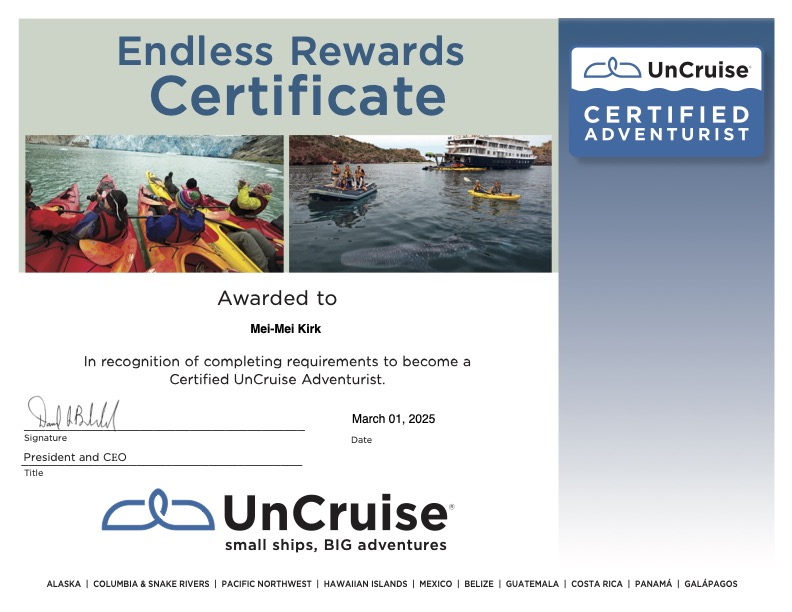 Endless Rewards
Certificate
UnCruise®
CERTIFIED
ADVENTURIST
Awarded to
Mei-Mei Kirk
In recognition of completing requirements to become a
Certified UnCruise Adventurist.
March 01, 2025
Signature
Date
President and CEO
Title
UnCruise®
small ships, BIG adventures
ALASKA | COLUMBIA & SNAKE RIVERS | PACIFIC NORTHWEST | HAWAIIAN ISLANDS | MEXICO | BELIZE | GUATEMALA | COSTA RICA | PANAMÁ | GALÁPAGOS